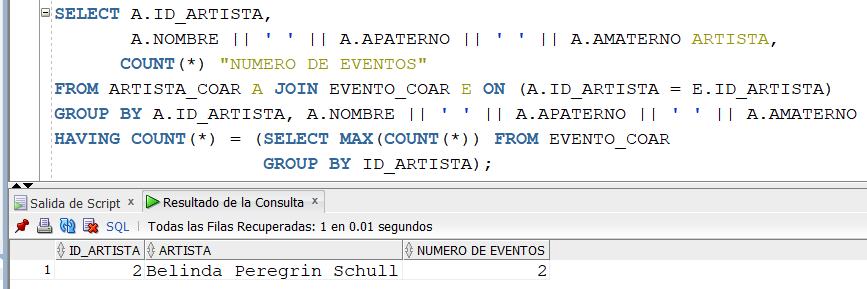 SELECT A.ID_ARTISTA,
A.NOMBRE || ' ' || A.APATERNO || ' ' || A.AMATERNO ARTISTA,
COUNT(*) "NUMERO DE EVENTOS"
FROM ARTISTA_COAR A JOIN EVENTO_COAR E ON (A.ID_ARTISTA = E.ID_ARTISTA)
GROUP BY A.ID_ARTISTA, A.NOMBRE || ' ' || A.APATERNO || ' ' || A.AMATERNO
HAVING COUNT(*) = (SELECT MAX(COUNT(*)) FROM EVENTO_COAR
GROUP BY ID_ARTISTA);
Salida de Script x Resultado de la Consulta x
SQL | Todas las Filas Recuperadas: 1 en 0.01 segundos
ID_ARTISTA ARTISTA NUMERO DE EVENTOS
1 2 Belinda Peregrin Schull 2